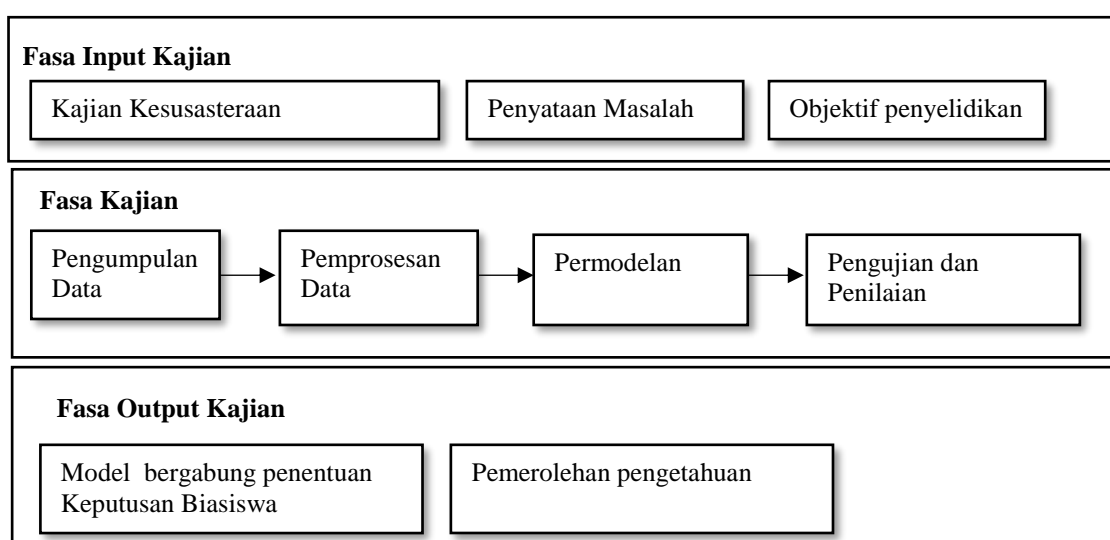 Fasa Input Kajian
Kajian Kesusasteraan
Penyataan Masalah
Objektif penyelidikan
Fasa Kajian
Pengumpulan
Data
Pemprosesan
Data
Permodelan
Pengujian dan
Penilaian
Fasa Output Kajian
Model bergabung penentuan
Keputusan Biasiswa
Pemerolehan pengetahuan